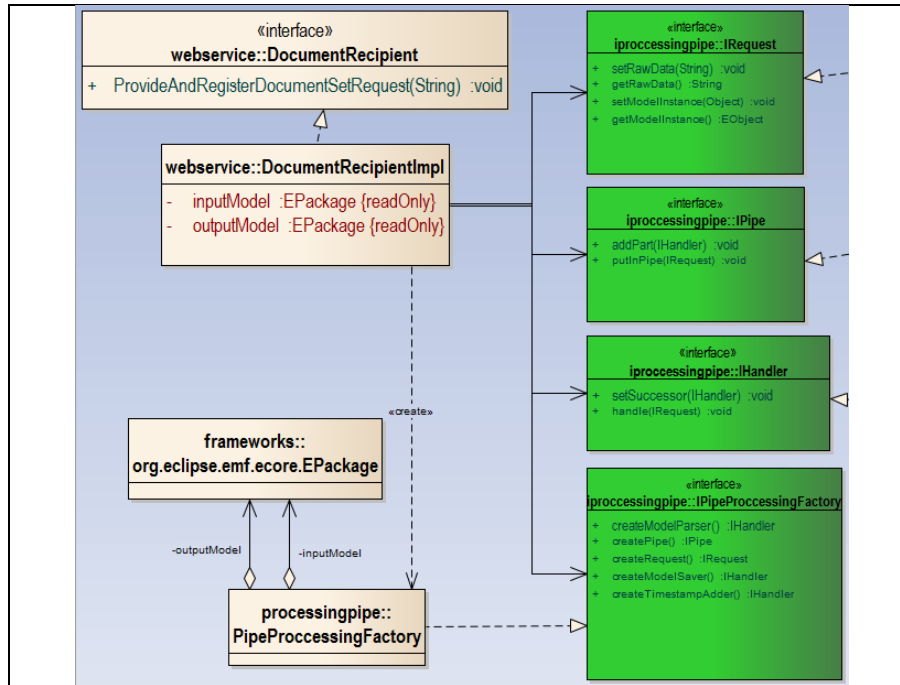 «interface»
webservice::DocumentRecipient
+ ProvideAndRegisterDocumentSetRequest(String) :void
webservice::DocumentRecipientImpl
- inputModel :EPackage {readOnly}
- outputModel :EPackage {readOnly}
«create»
frameworks::
org.eclipse.emf.ecore.EPackage
-outputModel
-inputModel
processingpipe::
PipeProccessingFactory
«interface»
iproccessingpipe::IRequest
+ setRawData(String) :void
+ getRawData() :String
+ setModelInstance(Object) :void
+ getModelInstance() :EObject
«interface»
iproccessingpipe::IPipe
+ addPart(IHandler) :void
+ putInPipe(IRequest) :void
«interface»
iproccessingpipe::IHandler
+ setSuccessor(IHandler) :void
+ handle(IRequest) :void
«interface»
iproccessingpipe::IPipeProccessingFactory
+ createModelParser() :IHandler
+ createPipe() :IPipe
+ createRequest() :IRequest
+ createModelSaver() :IHandler
+ createTimestampAdder() :IHandler